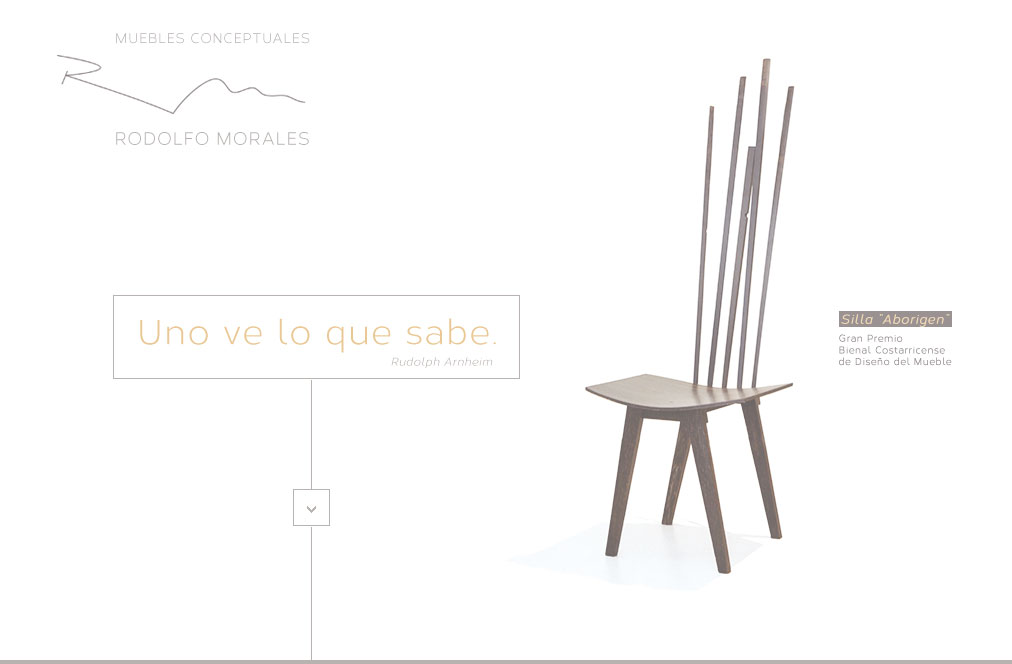 MUEBLES CONCEPTUALES
RODOLFO MORALES
Uno ve lo que sabe.
Rudolph Arnheim
Silla "Aborigen"
Gran Premio
Bienal Costarricense
de Diseño del Mueble